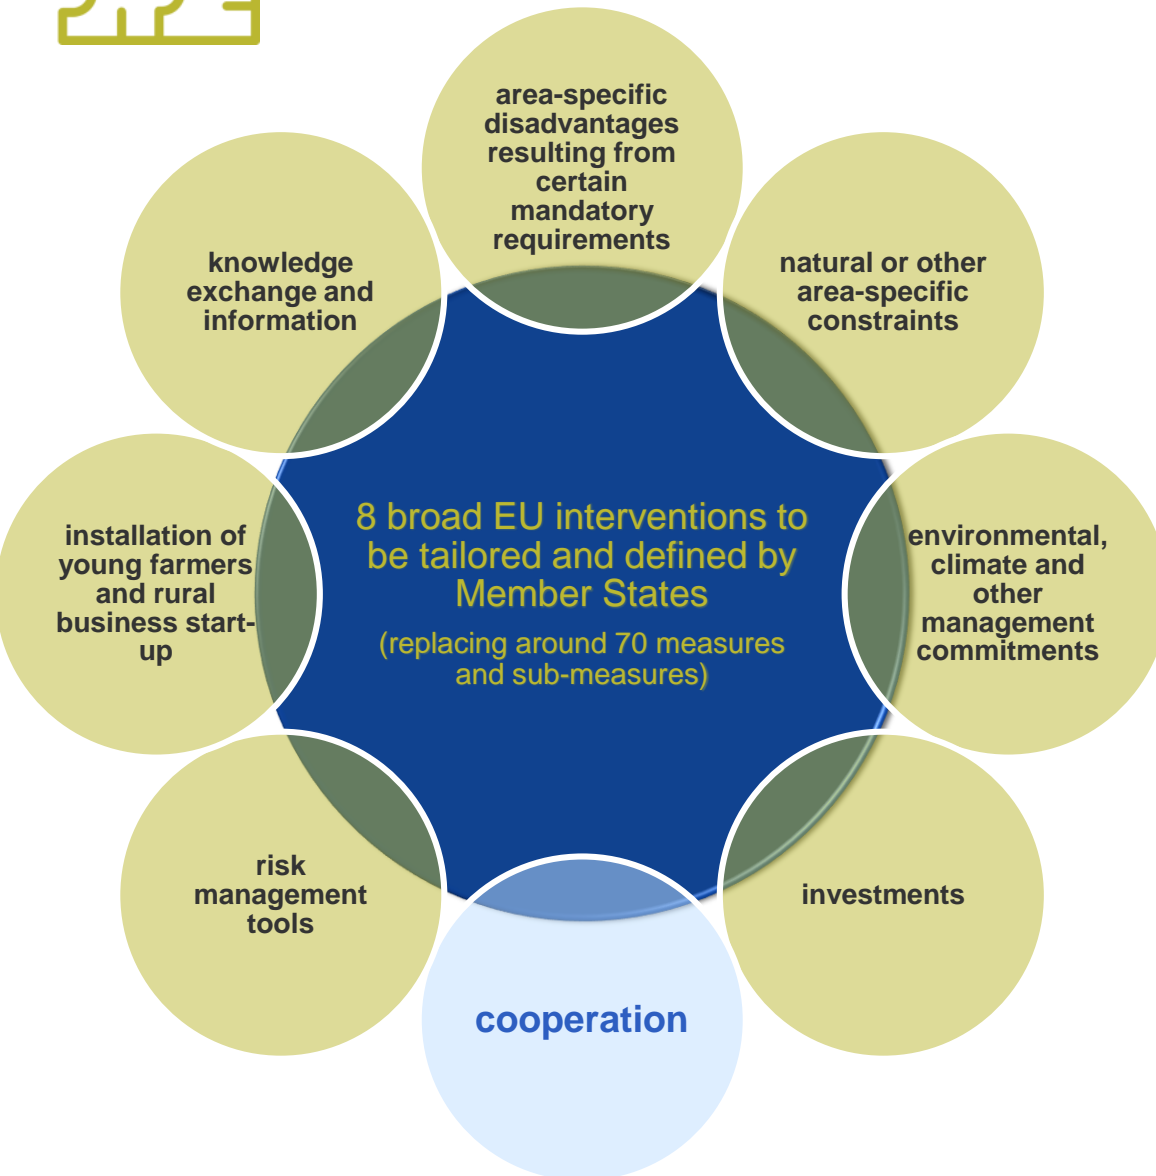 area-specific
disadvantages
resulting from
certain
mandatory
requirements
knowledge
exchange and
information
natural or other
area-specific
constraints
installation of
young farmers
and rural
business start-
up
8 broad EU interventions to
be tailored and defined by
Member States
(replacing around 70 measures
and sub-measures)
environmental,
climate and
other
management
commitments
risk
management
tools
investments
cooperation